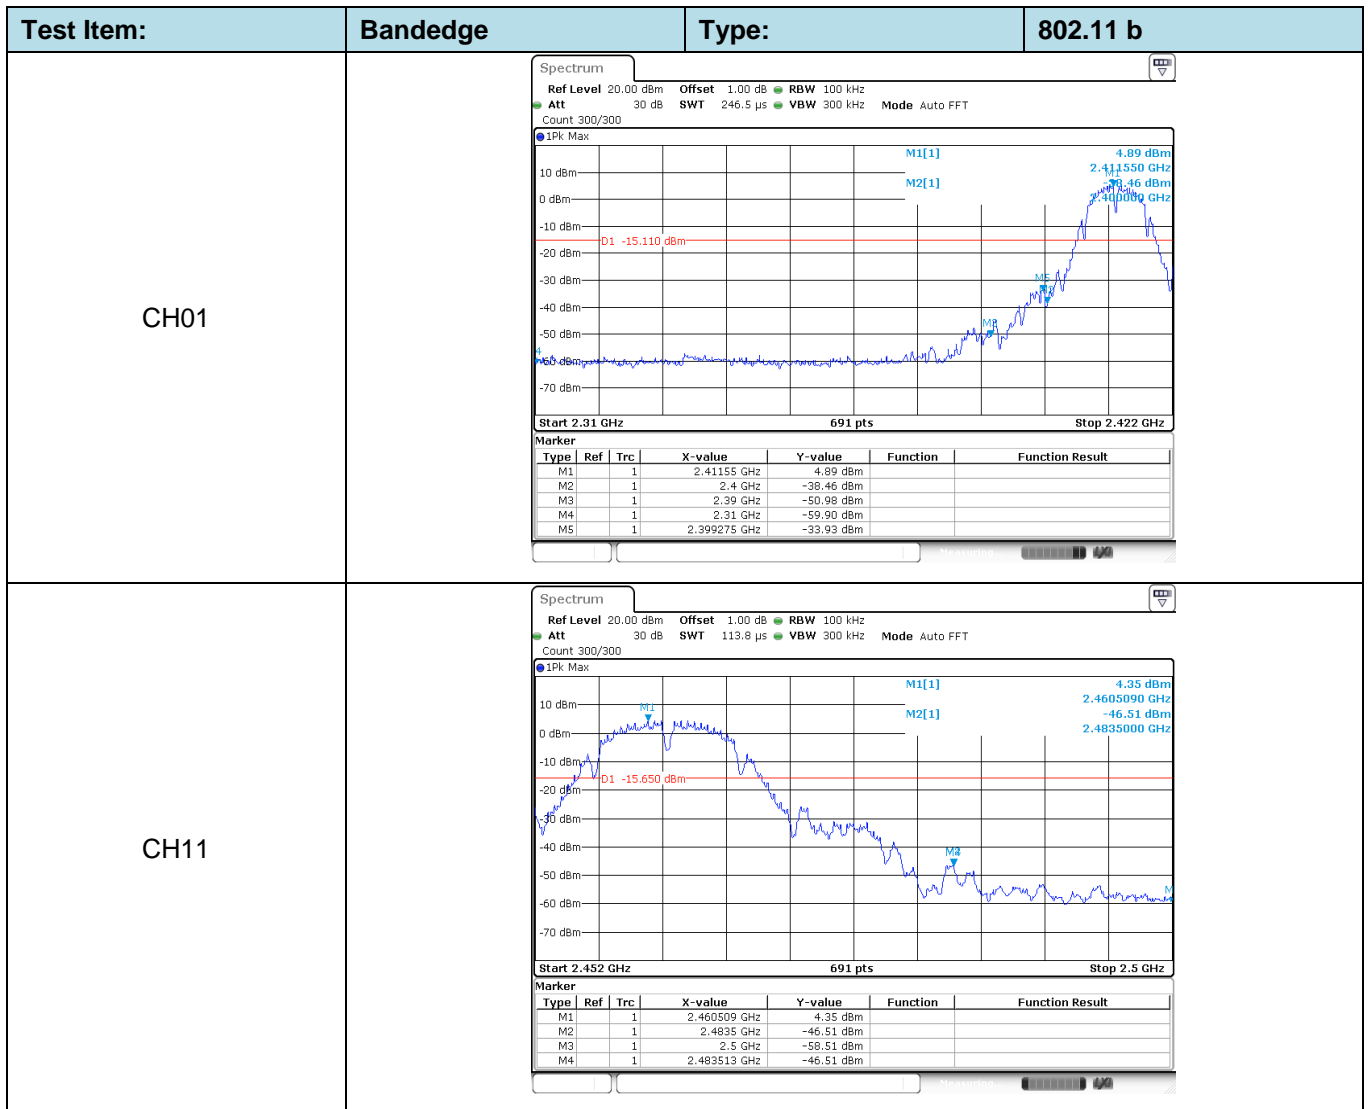 Test Item: Bandedge Type: 802.11 b
CH01
Spectrum
Ref Level 20.00 dBm Offset 1.00 dB RBW 100 kHz
Att 30 dB SWT 246.5 µs VBW 300 kHz Mode Auto FFT
Count 300/300
1Pk Max
M1[1] 4.89 dBm
2.411550 GHz
M2[1] -38.46 dBm
2.400000 GHz
M1
10 dBm
0 dBm
-10 dBm
D1 -15.110 dBm
-20 dBm
-30 dBm
M5
-40 dBm
-50 dBm
-60 dBm
-70 dBm
Start 2.31 GHz 691 pts Stop 2.422 GHz
Marker
Type Ref Trc X-value Y-value Function Function Result
M1 1 2.41155 GHz 4.89 dBm
M2 1 2.4 GHz -38.46 dBm
M3 1 2.39 GHz -50.98 dBm
M4 1 2.31 GHz -59.90 dBm
M5 1 2.399275 GHz -33.93 dBm
Measuring...
CH11
Spectrum
Ref Level 20.00 dBm Offset 1.00 dB RBW 100 kHz
Att 30 dB SWT 113.8 µs VBW 300 kHz Mode Auto FFT
Count 300/300
1Pk Max
M1[1] 4.35 dBm
2.4605090 GHz
M2[1] -46.51 dBm
2.4835000 GHz
10 dBm
M1
0 dBm
-10 dBm
D1 -15.650 dBm
-20 dBm
-30 dBm
-40 dBm
-50 dBm
-60 dBm
-70 dBm
Start 2.452 GHz 691 pts Stop 2.5 GHz
Marker
Type Ref Trc X-value Y-value Function Function Result
M1 1 2.460509 GHz 4.35 dBm
M2 1 2.4835 GHz -46.51 dBm
M3 1 2.5 GHz -58.51 dBm
M4 1 2.483513 GHz -46.51 dBm
Measuring...